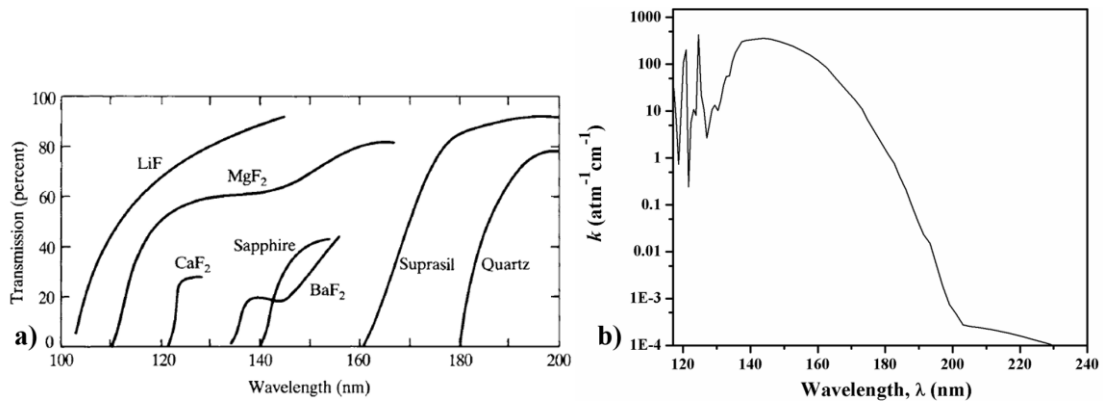 100
80
60
40
20
0
Transmission (percent)
LiF
MgF₂
CaF₂
Sapphire
BaF₂
Suprasil
Quartz
100 120 140 160 180 200
Wavelength (nm)
a)
1000
100
10
1
0.1
0.01
1E-3
1E-4
k (atm⁻¹cm⁻¹)
120 140 160 180 200 220 240
Wavelength, λ (nm)
b)